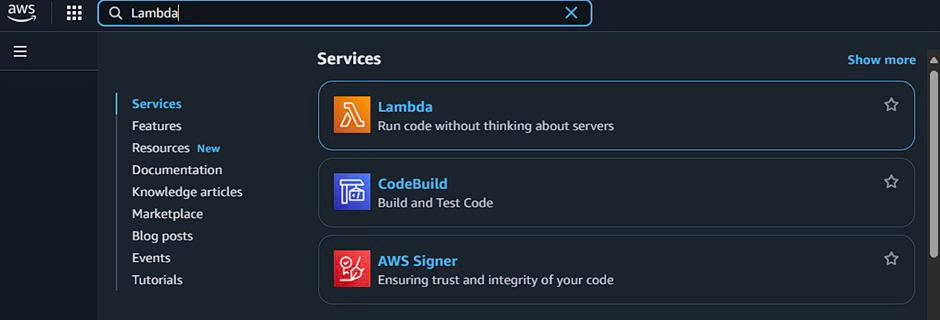 aws
Lambda
Services
Show more
Services
Features
Resources New
Documentation
Knowledge articles
Marketplace
Blog posts
Events
Tutorials
Lambda
Run code without thinking about servers
CodeBuild
Build and Test Code
AWS Signer
Ensuring trust and integrity of your code